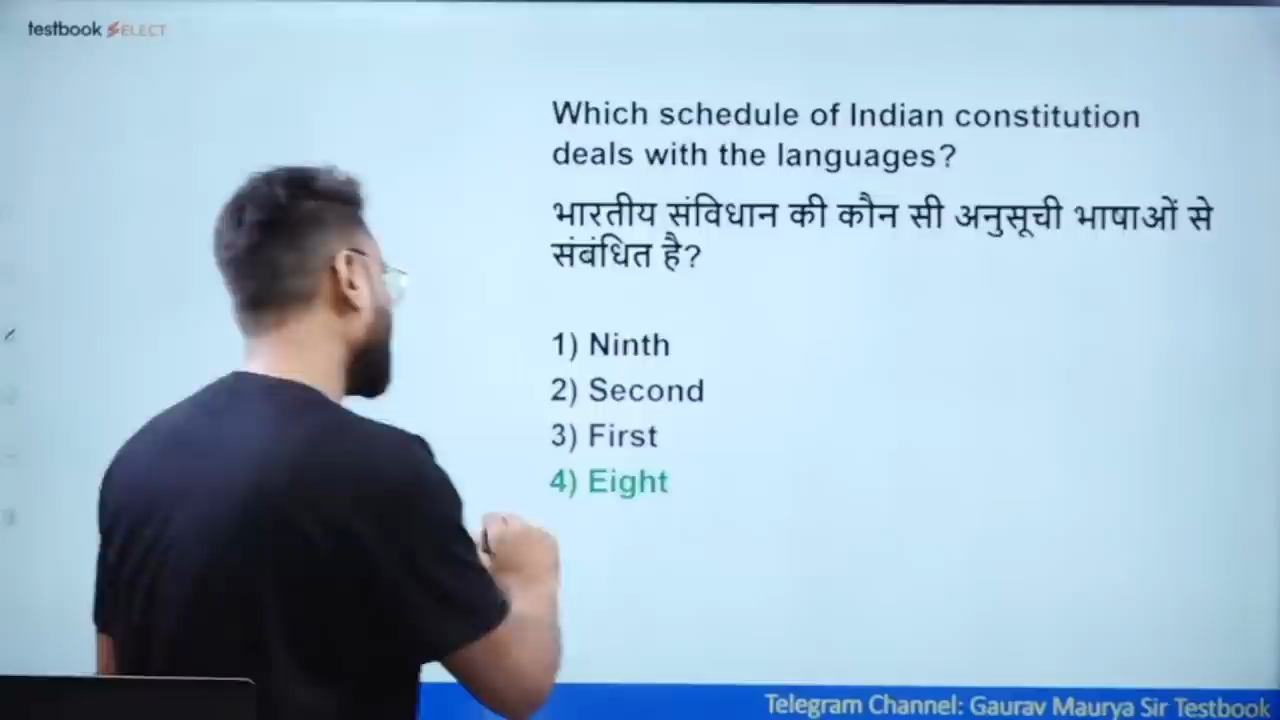 testbook SELECT
Which schedule of Indian constitution
deals with the languages?
भारतीय संविधान की कौन सी अनुसूची भाषाओं से
संबंधित है?
1) Ninth
2) Second
3) First
4) Eight
Telegram Channel: Gaurav Maurya Sir Testbook